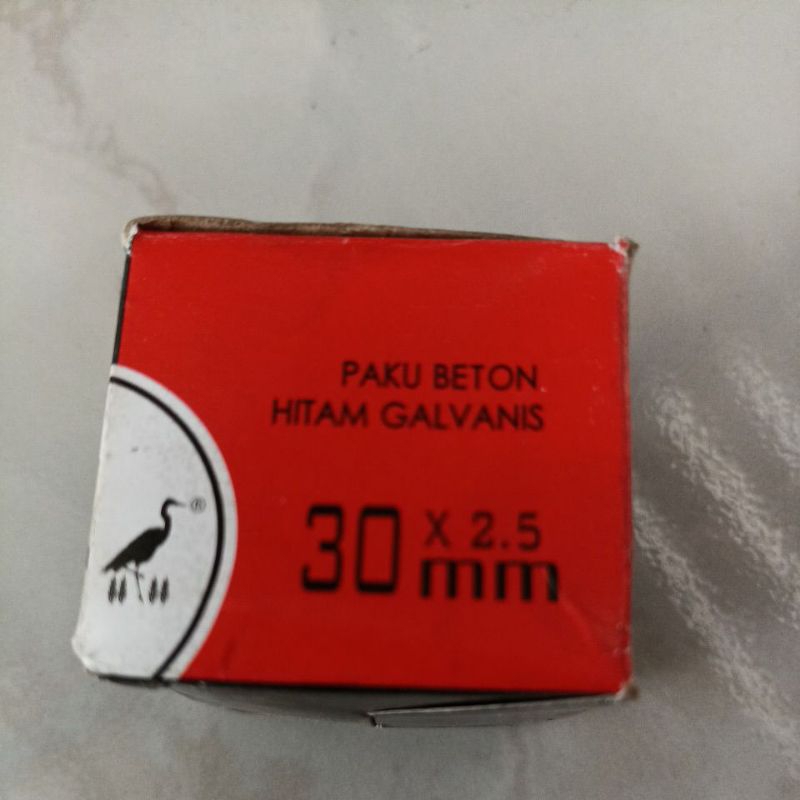 PAKU BETON
HITAM GALVANIS
30 x 2.5
mm
®